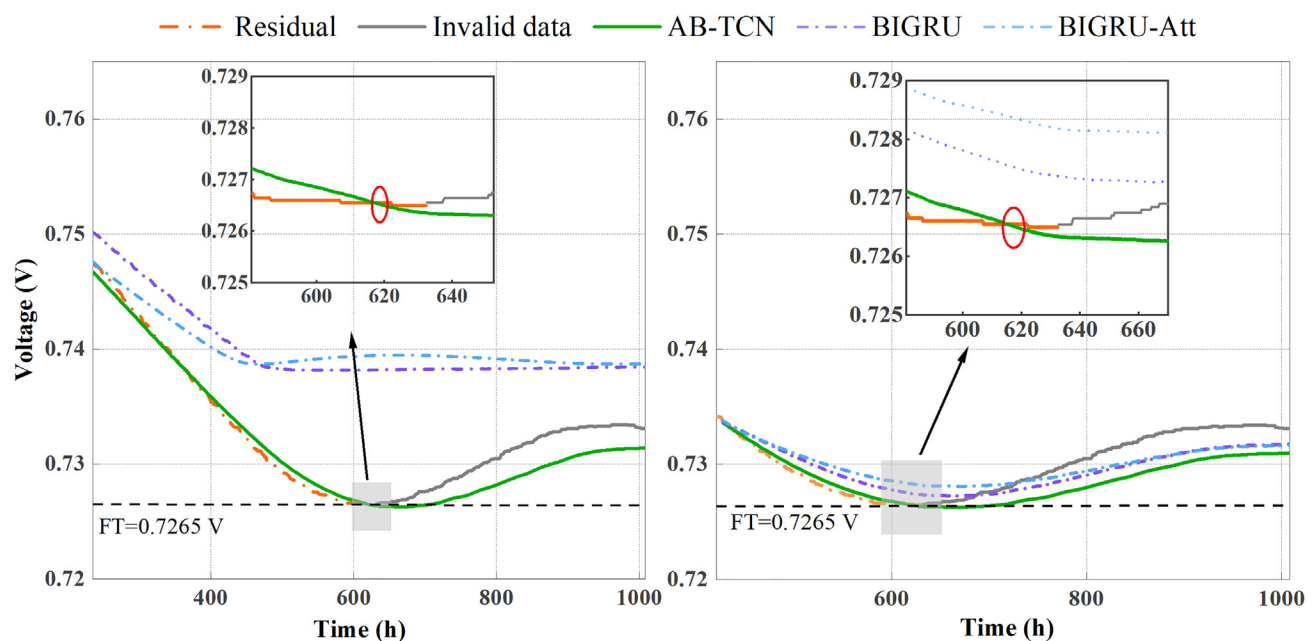 Residual Invalid data AB-TCN BIGRU BIGRU-Att
0.76
0.75
0.74
0.73
0.72
Voltage (V)
400 600 800 1000
Time (h)
FT=0.7265 V
0.729
0.728
0.727
0.726
0.725
600 620 640
0.76
0.75
0.74
0.73
0.72
600 800 1000
Time (h)
FT=0.7265 V
0.729
0.728
0.727
0.726
0.725
600 620 640 660